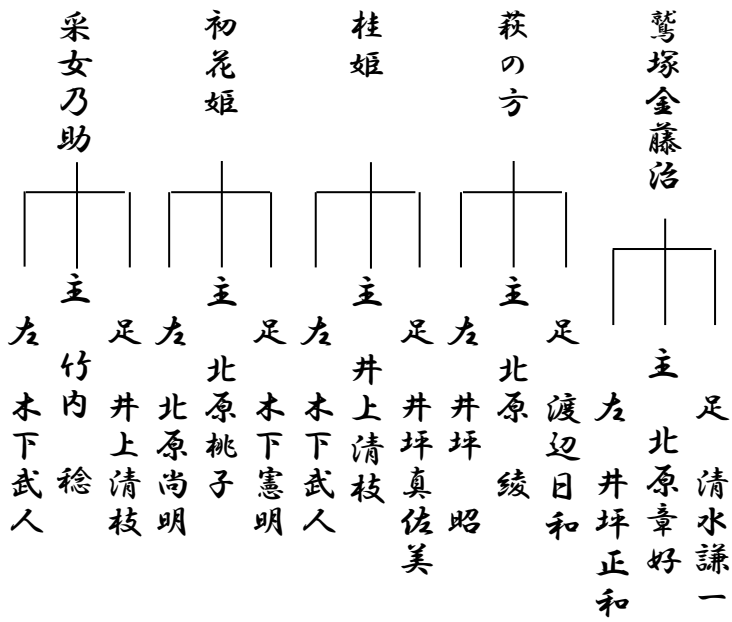 鷲塚金藤治
足 清水謙一
主 北原章好
左 井坪正和
萩の方
足 渡辺日和
主 北原 綾
左 井坪 昭
桂姫
足 井坪真佐美
主 井上清枝
左 木下武人
初花姫
足 木下憲明
主 北原桃子
左 北原尚明
采女乃助
足 井上清枝
主 竹内 稔
左 木下武人